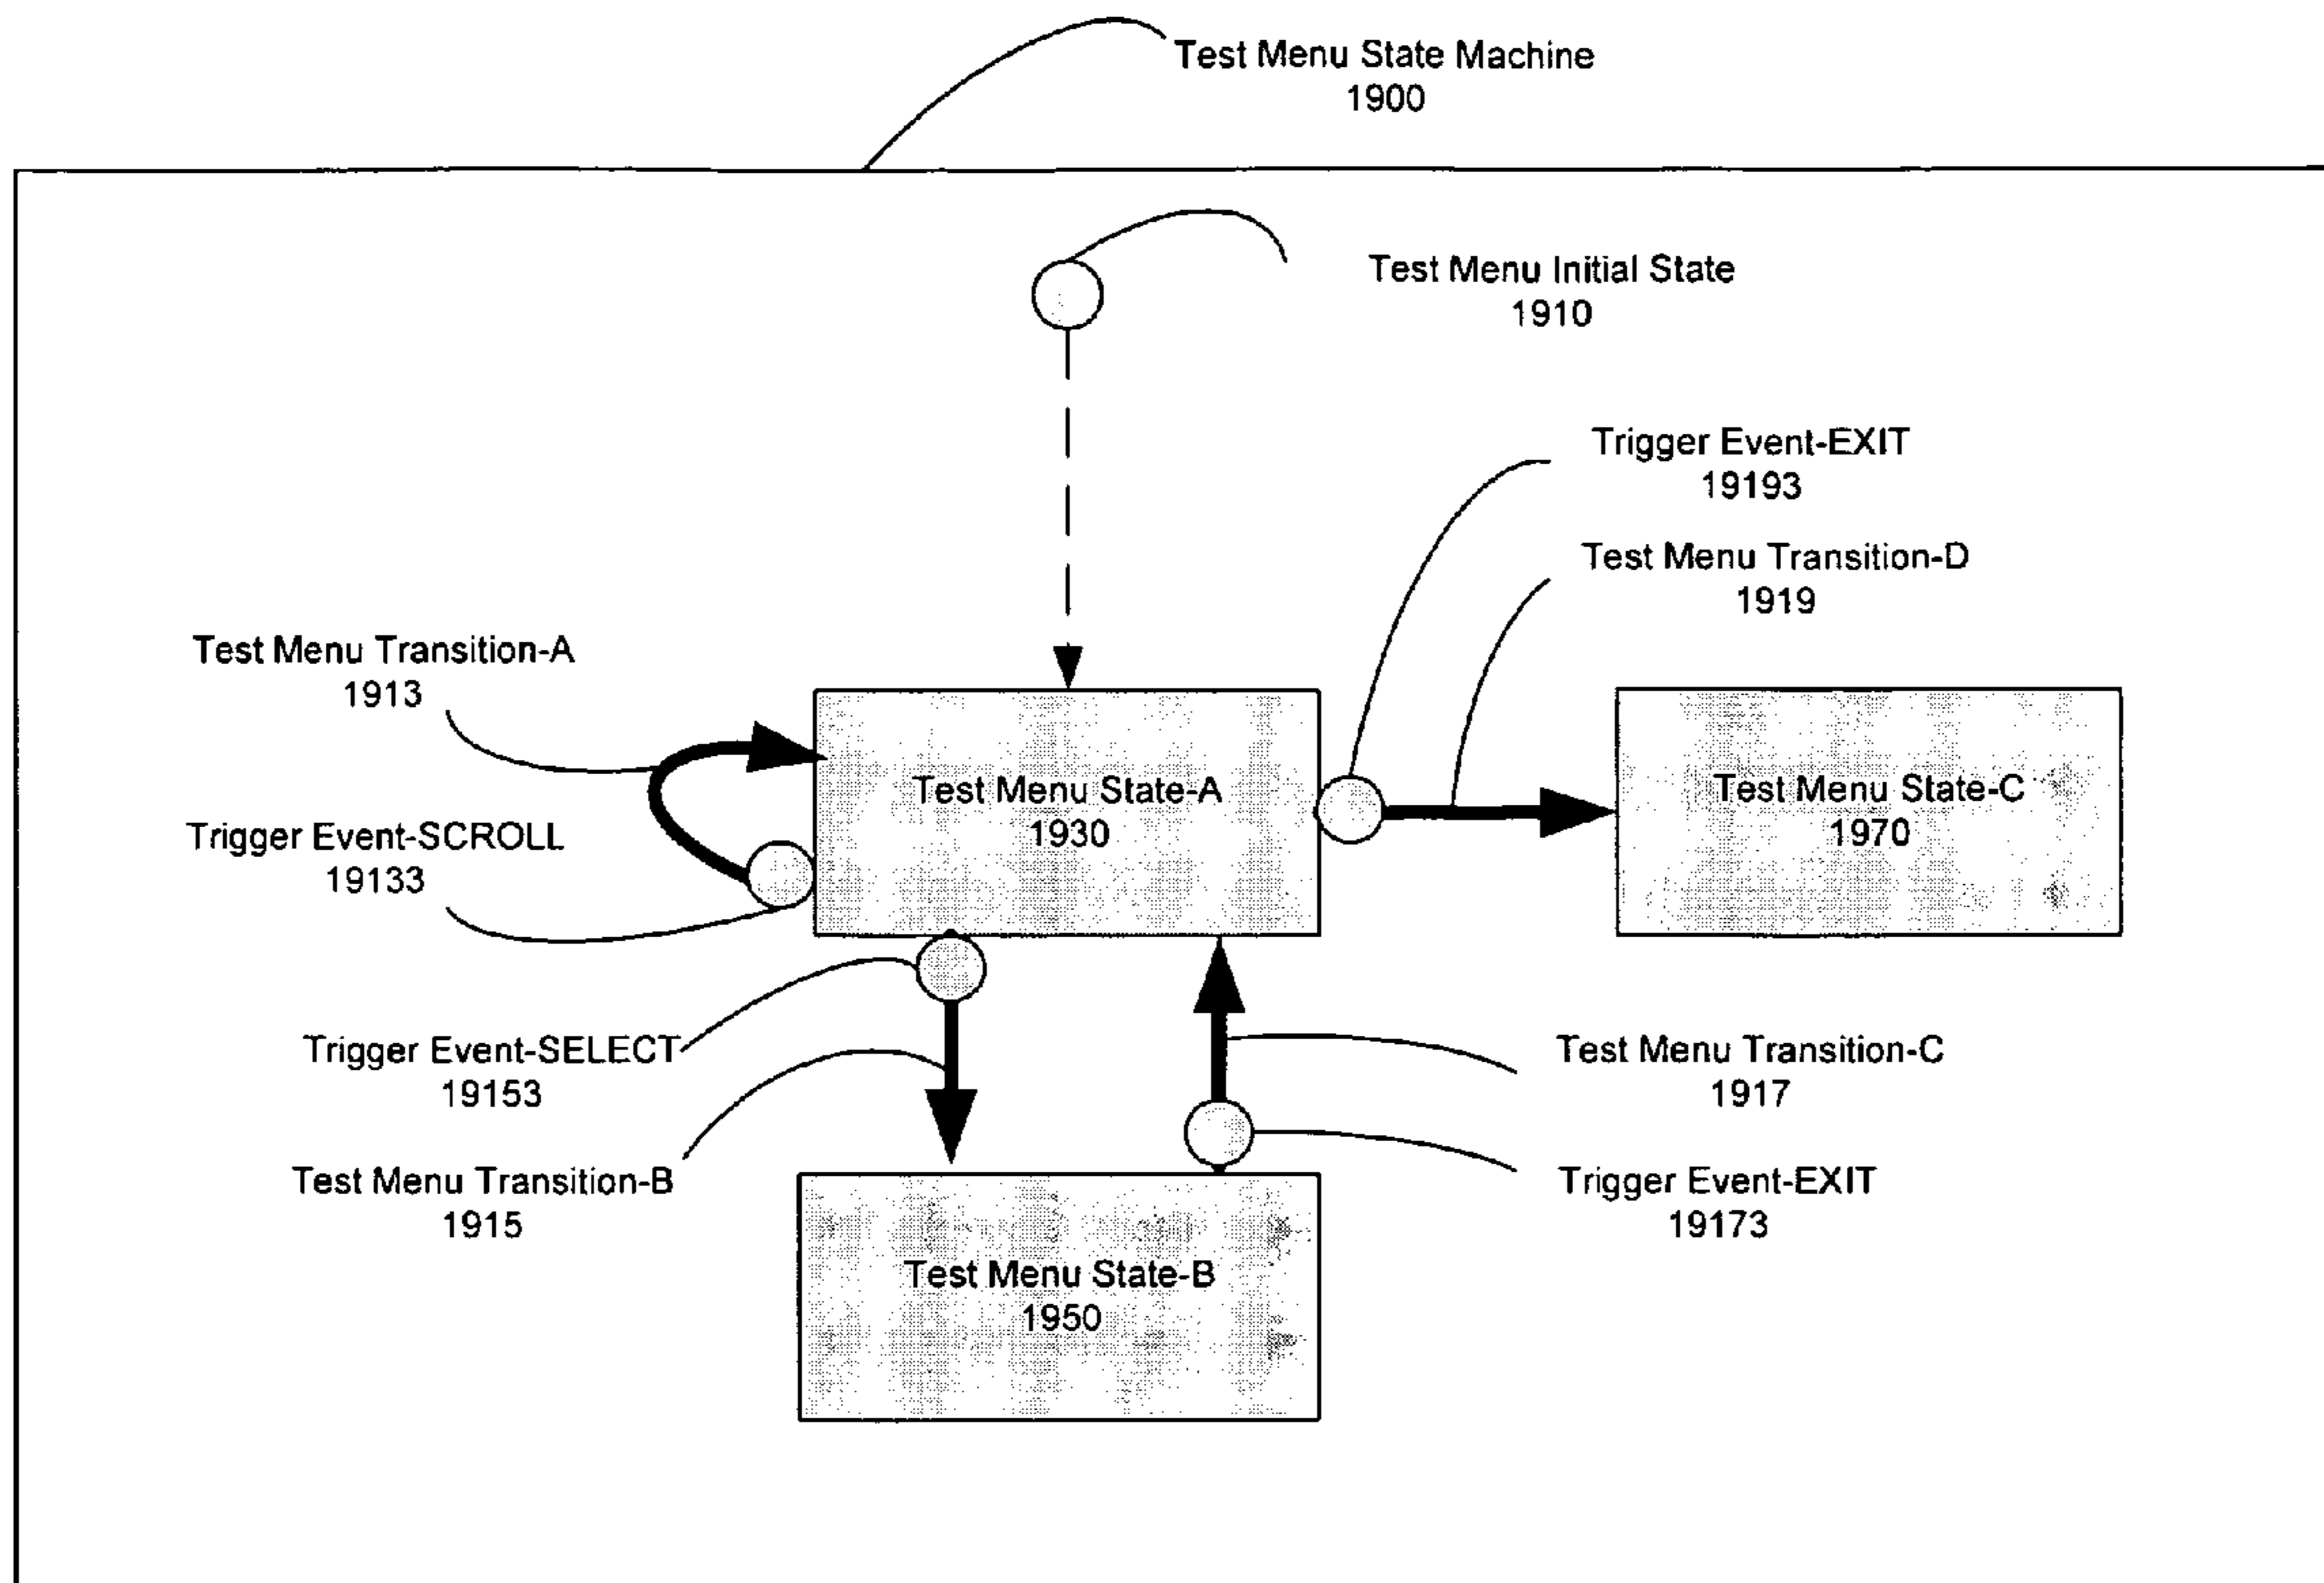 Test Menu State Machine
1900
Test Menu Initial State
1910
Trigger Event-EXIT
19193
Test Menu Transition-D
1919
Test Menu Transition-A
1913
Test Menu State-A
1930
Test Menu State-C
1970
Trigger Event-SCROLL
19133
Trigger Event-SELECT
19153
Test Menu Transition-C
1917
Test Menu Transition-B
1915
Trigger Event-EXIT
19173
Test Menu State-B
1950